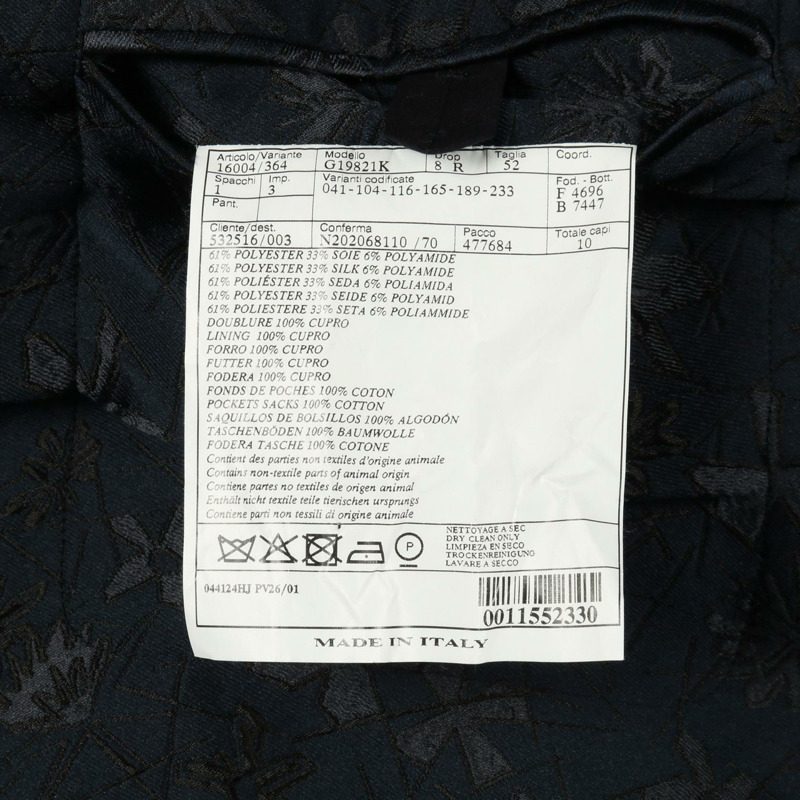 Articolo/Variante Modello Drop Taglia Coord.
16004/364 G19821K 8 R 52
Spacchi Imp. Varianti codificate Fod. - Bott.
1 3 041-104-116-165-189-233 F 4696
Pant. B 7447
Cliente/dest. Conferma Pacco Totale capi
532516/003 N202068110 /70 477684 10
61% POLYESTER 33% SOIE 6% POLYAMIDE
61% POLYESTER 33% SILK 6% POLYAMIDE
61% POLIÉSTER 33% SEDA 6% POLIAMIDA
61% POLYESTER 33% SEIDE 6% POLYAMID
61% POLIESTERE 33% SETA 6% POLIAMMIDE
DOUBLURE 100% CUPRO
LINING 100% CUPRO
FORRO 100% CUPRO
FUTTER 100% CUPRO
FODERA 100% CUPRO
FONDS DE POCHES 100% COTON
POCKETS SACKS 100% COTTON
SAQUILLOS DE BOLSILLOS 100% ALGODÓN
TASCHENBÖDEN 100% BAUMWOLLE
FODERA TASCHE 100% COTONE
Contient des parties non textiles d'origine animale
Contains non-textile parts of animal origin
Contiene partes no textiles de origen animal
Enthält nicht textile teile tierischen ursprungs
Contiene parti non tessili di origine animale
P
NETTOYAGE A SEC
DRY CLEAN ONLY
LIMPIEZA EN SECO
TROCKENREINIGUNG
LAVARE A SECCO
044124HJ PV26/01
0011552330
MADE IN ITALY